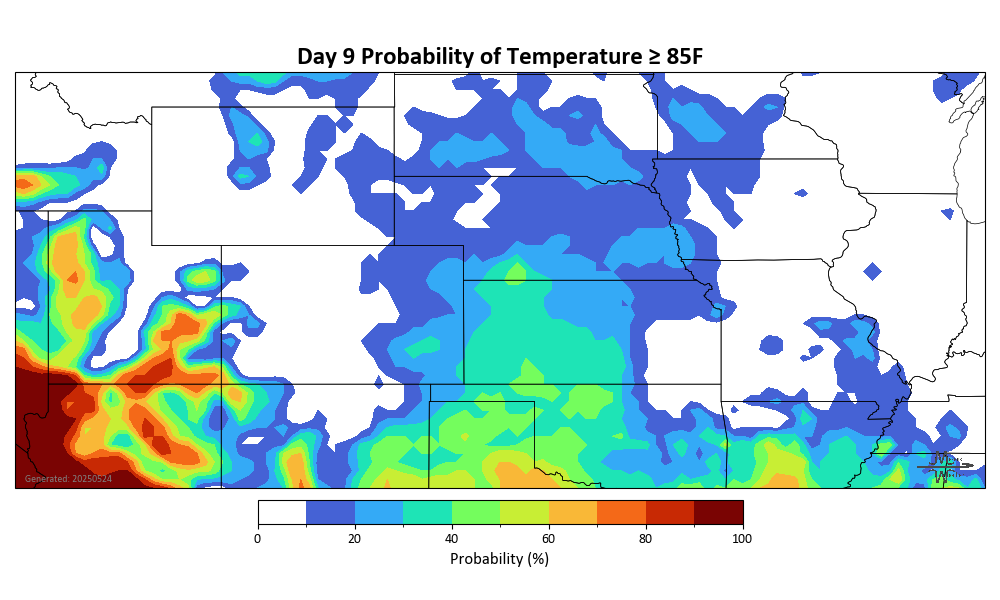 Day 9 Probability of Temperature ≥ 85F
Generated: 20250524
0 20 40 60 80 100
Probability (%)